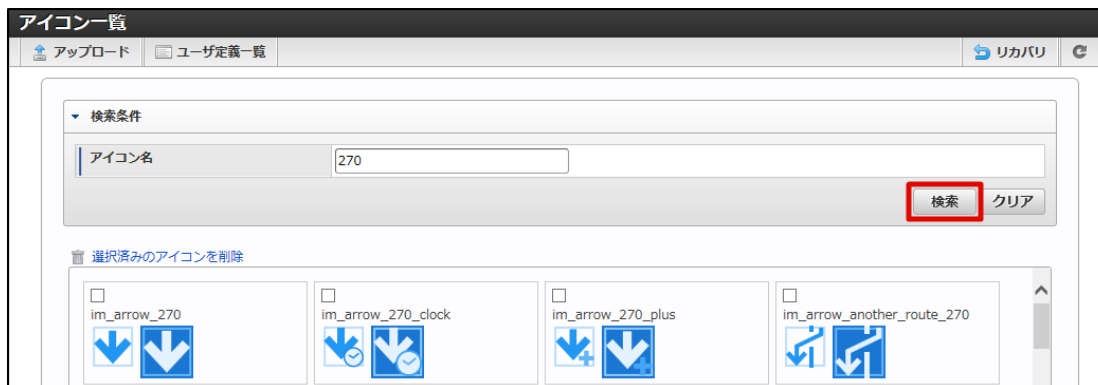 アイコン一覧
アップロード ユーザ定義一覧 リカバリ
検索条件
アイコン名 270
検索 クリア
選択済みのアイコンを削除
im_arrow_270 im_arrow_270_clock im_arrow_270_plus im_arrow_another_route_270